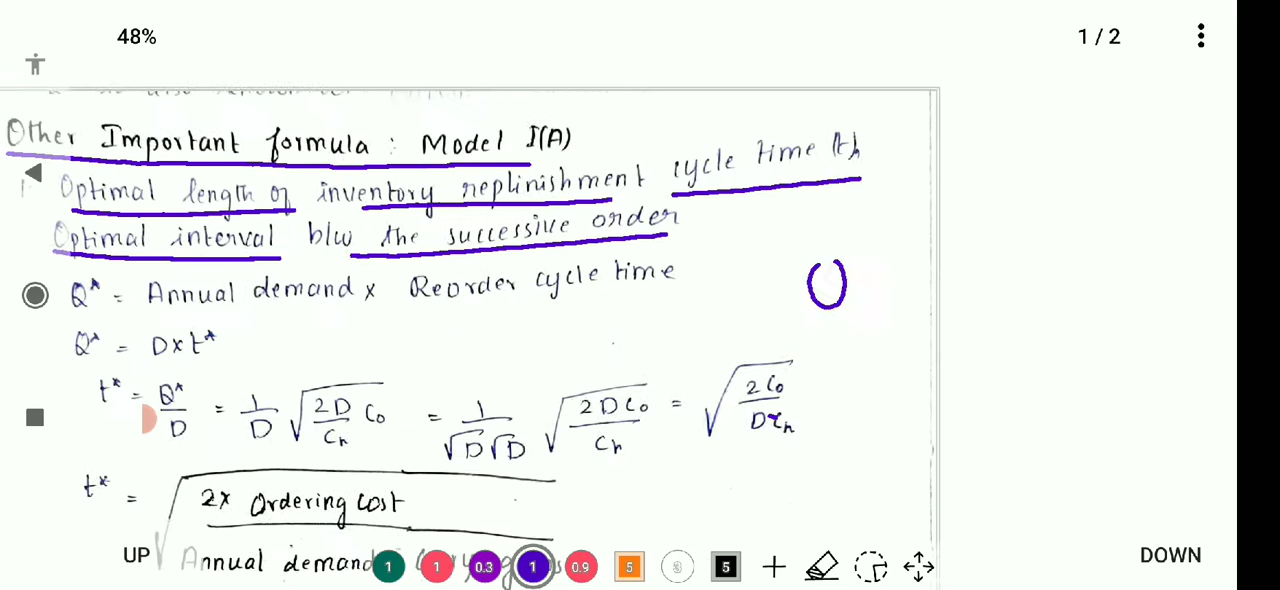 48%
1 / 2
Other Important formula : Model I(A)
Optimal length of inventory neplinishment cycle time
Optimal interval b/w the successive order
Q* = Annual demand x Reorder cycle time
Q* = D x t*
t* = Q*/D = 1/D √(2D/Ch Co) = 1/(√D√D) √(2DCo/Ch) = √(2Co/DCh)
t* = √ 2x Ordering cost
UP Annual demand
1 1 0.3 1 0.9 5 3 5
DOWN